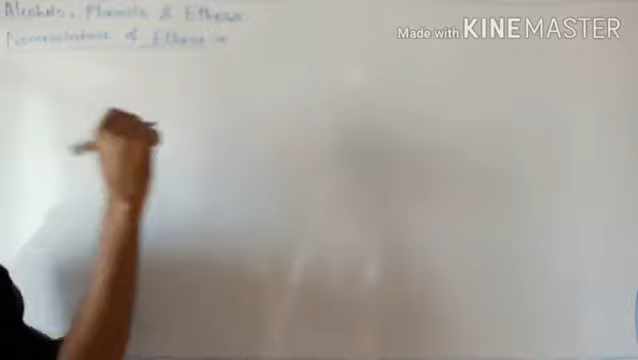 Alcohols, Phenols & Ethers
Nomenclature of Ethers :-
Made with KINEMASTER